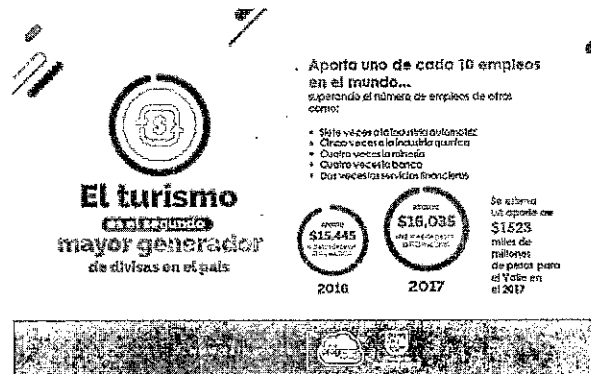 El turismo
es el segundo
mayor generador
de divisas en el país
Aporta uno de cada 10 empleos
en el mundo...
superando el número de empleos de otros
como:
• Siete veces a la industria automotriz
• Cinco veces a la industria química
• Cuatro veces la minería
• Cuatro veces la banca
• Dos veces los servicios financieros
$15,445
2016
$16,035
2017
Se estima
un aporte de
$1523
miles de
millones
de pesos para
el Valle en
el 2017